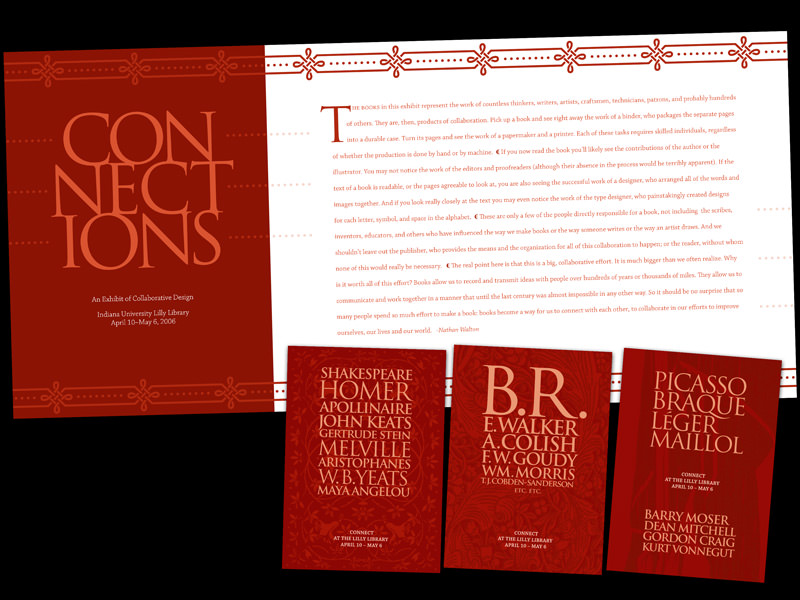 CON
NECT
IONS
An Exhibit of Collaborative Design
Indiana University Lilly Library
April 10–May 6, 2006
THE BOOKS in this exhibit represent the work of countless thinkers, writers, artists, craftsmen, technicians, patrons, and probably hundreds
of others. They are, then, products of collaboration. Pick up a book and see right away the work of a binder, who packages the separate pages
into a durable case. Turn its pages and see the work of a papermaker and a printer. Each of these tasks requires skilled individuals, regardless
of whether the production is done by hand or by machine. ❡ If you now read the book you'll likely see the contributions of the author or the
illustrator. You may not notice the work of the editors and proofreaders (although their absence in the process would be terribly apparent). If the
text of a book is readable, or the pages agreeable to look at, you are also seeing the successful work of a designer, who arranged all of the words and
images together. And if you look really closely at the text you may even notice the work of the type designer, who painstakingly created designs
for each letter, symbol, and space in the alphabet. ❡ These are only a few of the people directly responsible for a book, not including the scribes,
inventors, educators, and others who have influenced the way we make books or the way someone writes or the way an artist draws. And we
shouldn't leave out the publisher, who provides the means and the organization for all of this collaboration to happen; or the reader, without whom
none of this would really be necessary. ❡ The real point here is that this is a big, collaborative effort. It is much bigger than we often realize. Why
is it worth all of this effort? Books allow us to record and transmit ideas with people over hundreds of years or thousands of miles. They allow us to
communicate and work together in a manner that until the last century was almost impossible in any other way. So it should be no surprise that so
many people spend so much effort to make a book: books become a way for us to connect with each other, to collaborate in our efforts to improve
ourselves, our lives and our world. -Nathan Walton
SHAKESPEARE
HOMER
APOLLINAIRE
JOHN KEATS
GERTRUDE STEIN
MELVILLE
ARISTOPHANES
W. B. YEATS
MAYA ANGELOU
CONNECT
AT THE LILLY LIBRARY
APRIL 10 – MAY 6
B.R.
E. WALKER
A. COLISH
F. W. GOUDY
WM. MORRIS
T. J. COBDEN-SANDERSON
ETC. ETC.
CONNECT
AT THE LILLY LIBRARY
APRIL 10 – MAY 6
PICASSO
BRAQUE
LÉGER
MAILLOL
CONNECT
AT THE LILLY LIBRARY
APRIL 10 – MAY 6
BARRY MOSER
DEAN MITCHELL
GORDON CRAIG
KURT VONNEGUT